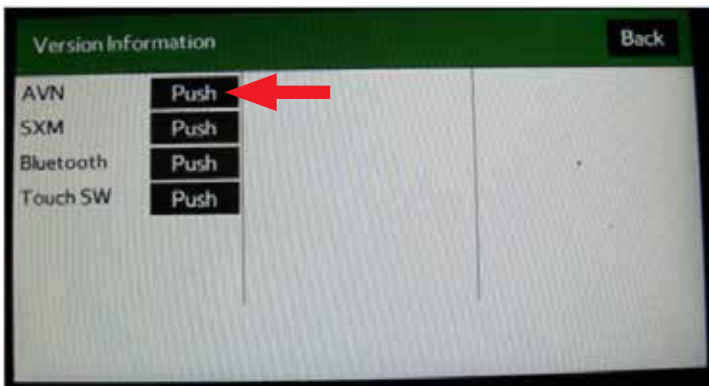 Version Information Back
AVN Push
SXM Push
Bluetooth Push
Touch SW Push